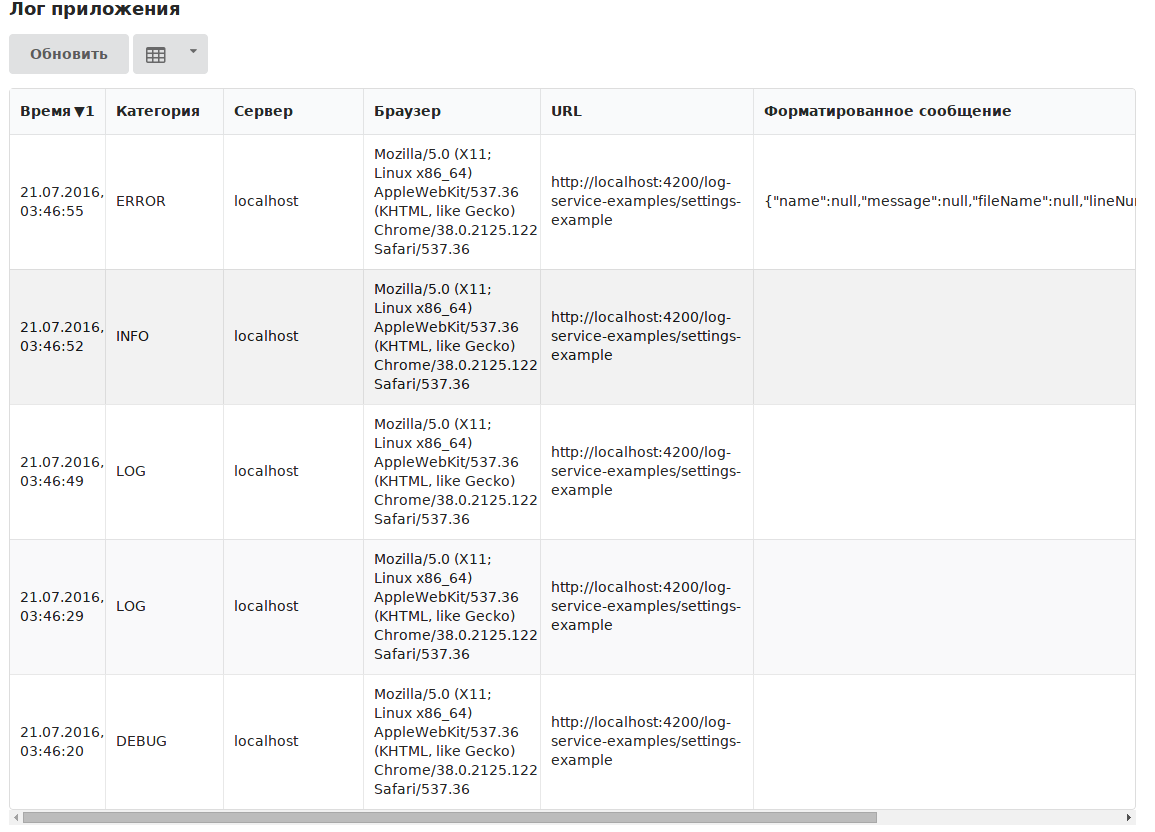 Лог приложения
Обновить
Время ▼1 Категория Сервер Браузер URL Форматированное сообщение
21.07.2016,
03:46:55
ERROR
localhost
Mozilla/5.0 (X11;
Linux x86_64)
AppleWebKit/537.36
(KHTML, like Gecko)
Chrome/38.0.2125.122
Safari/537.36
http://localhost:4200/log-
service-examples/settings-
example
{"name":null,"message":null,"fileName":null,"lineNu
21.07.2016,
03:46:52
INFO
localhost
Mozilla/5.0 (X11;
Linux x86_64)
AppleWebKit/537.36
(KHTML, like Gecko)
Chrome/38.0.2125.122
Safari/537.36
http://localhost:4200/log-
service-examples/settings-
example
21.07.2016,
03:46:49
LOG
localhost
Mozilla/5.0 (X11;
Linux x86_64)
AppleWebKit/537.36
(KHTML, like Gecko)
Chrome/38.0.2125.122
Safari/537.36
http://localhost:4200/log-
service-examples/settings-
example
21.07.2016,
03:46:29
LOG
localhost
Mozilla/5.0 (X11;
Linux x86_64)
AppleWebKit/537.36
(KHTML, like Gecko)
Chrome/38.0.2125.122
Safari/537.36
http://localhost:4200/log-
service-examples/settings-
example
21.07.2016,
03:46:20
DEBUG
localhost
Mozilla/5.0 (X11;
Linux x86_64)
AppleWebKit/537.36
(KHTML, like Gecko)
Chrome/38.0.2125.122
Safari/537.36
http://localhost:4200/log-
service-examples/settings-
example